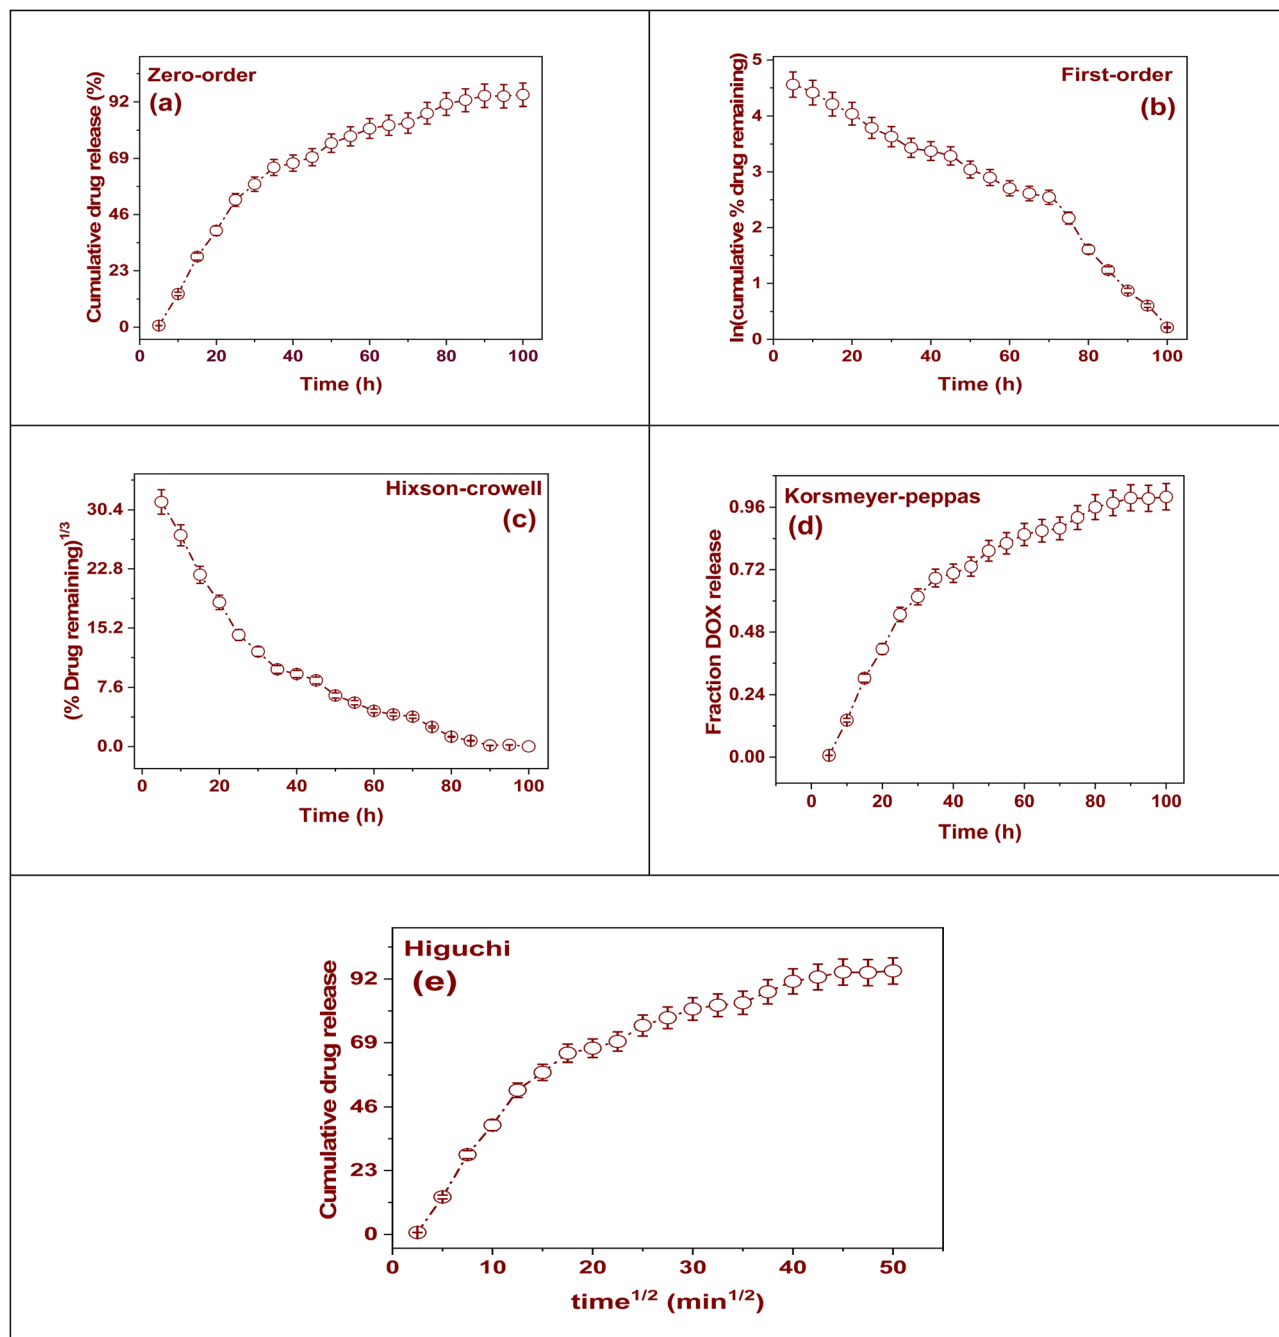 Zero-order
(a)
Cumulative drug release (%)
92
69
46
23
0
0 20 40 60 80 100
Time (h)
First-order
(b)
ln(cumulative % drug remaining)
5
4
3
2
1
0
0 20 40 60 80 100
Time (h)
Hixson-crowell
(c)
(% Drug remaining)^1/3
30.4
22.8
15.2
7.6
0.0
0 20 40 60 80 100
Time (h)
Korsmeyer-peppas
(d)
Fraction DOX release
0.96
0.72
0.48
0.24
0.00
0 20 40 60 80 100
Time (h)
Higuchi
(e)
Cumulative drug release
92
69
46
23
0
0 10 20 30 40 50
time^1/2 (min^1/2)